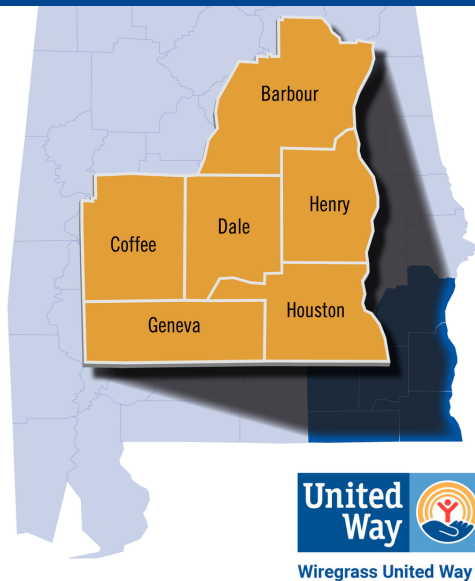 Barbour
Henry
Dale
Coffee
Houston
Geneva
United
Way
Wiregrass United Way